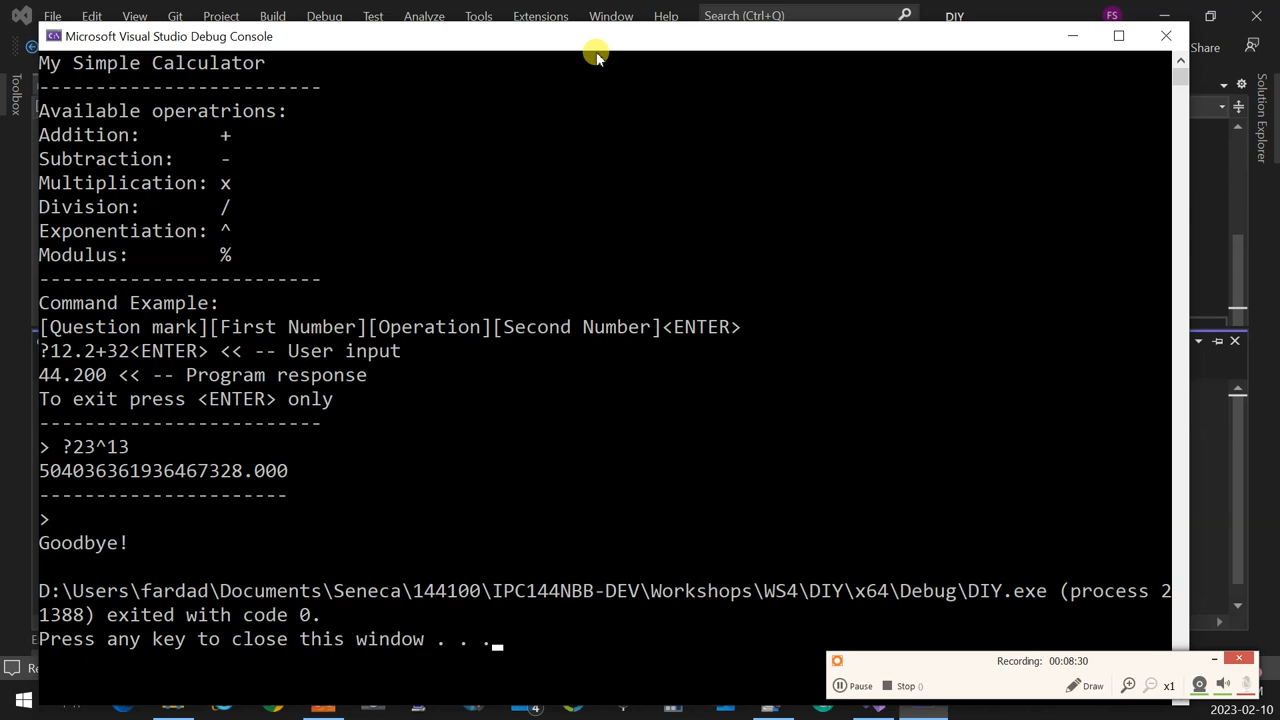 File Edit View Git Project Build Debug Test Analyze Tools Extensions Window Help Search (Ctrl+Q) DIY FS
Microsoft Visual Studio Debug Console
Share
Solution Explorer
Toolbox
My Simple Calculator
-------------------------
Available operatrions:
Addition: +
Subtraction: -
Multiplication: x
Division: /
Exponentiation: ^
Modulus: %
-------------------------
Command Example:
[Question mark][First Number][Operation][Second Number]<ENTER>
?12.2+32<ENTER> << -- User input
44.200 << -- Program response
To exit press <ENTER> only
-------------------------
> ?23^13
504036361936467328.000
----------------------
>
Goodbye!
D:\Users\fardad\Documents\Seneca\144100\IPC144NBB-DEV\Workshops\WS4\DIY\x64\Debug\DIY.exe (process 2
1388) exited with code 0.
Press any key to close this window . . .
Recording: 00:08:30
Pause Stop () Draw x1
2023-02-10